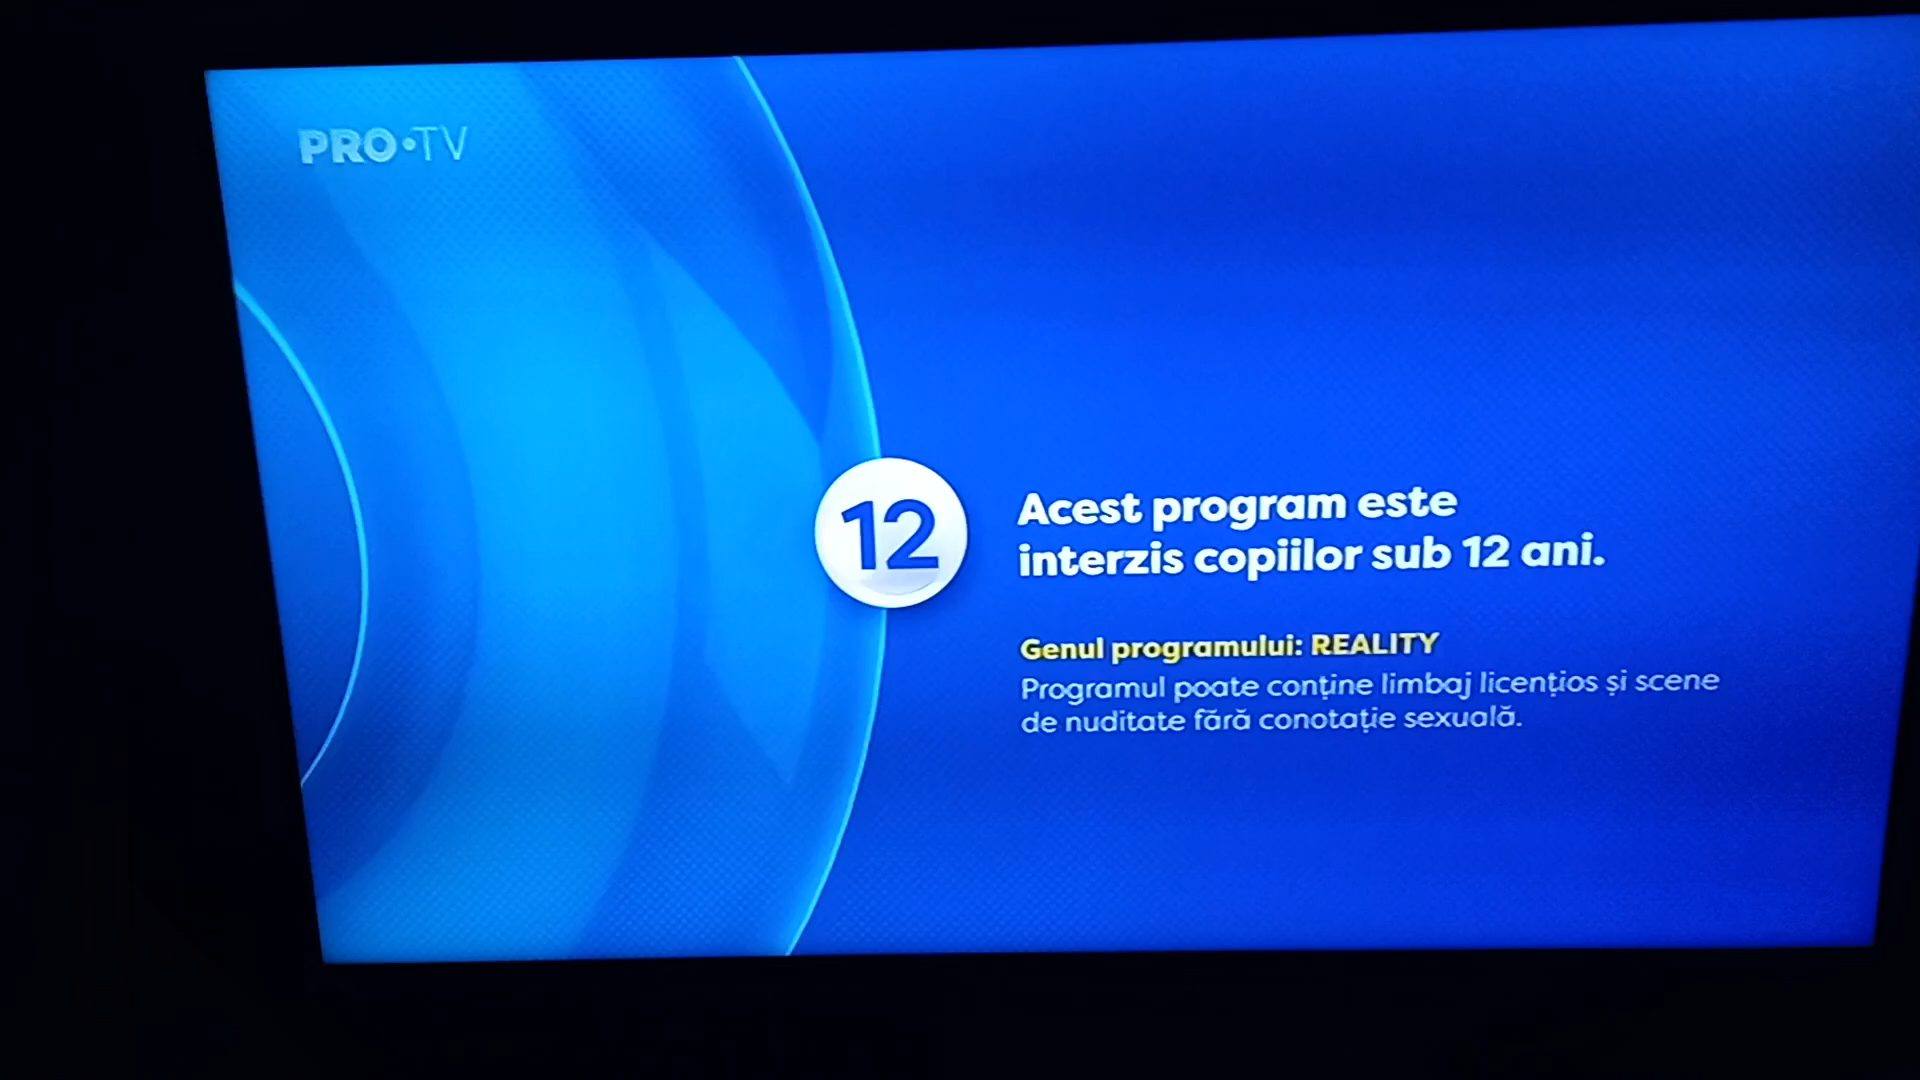 PRO•TV
12
Acest program este
interzis copiilor sub 12 ani.
Genul programului: REALITY
Programul poate conține limbaj licențios și scene
de nuditate fără conotație sexuală.